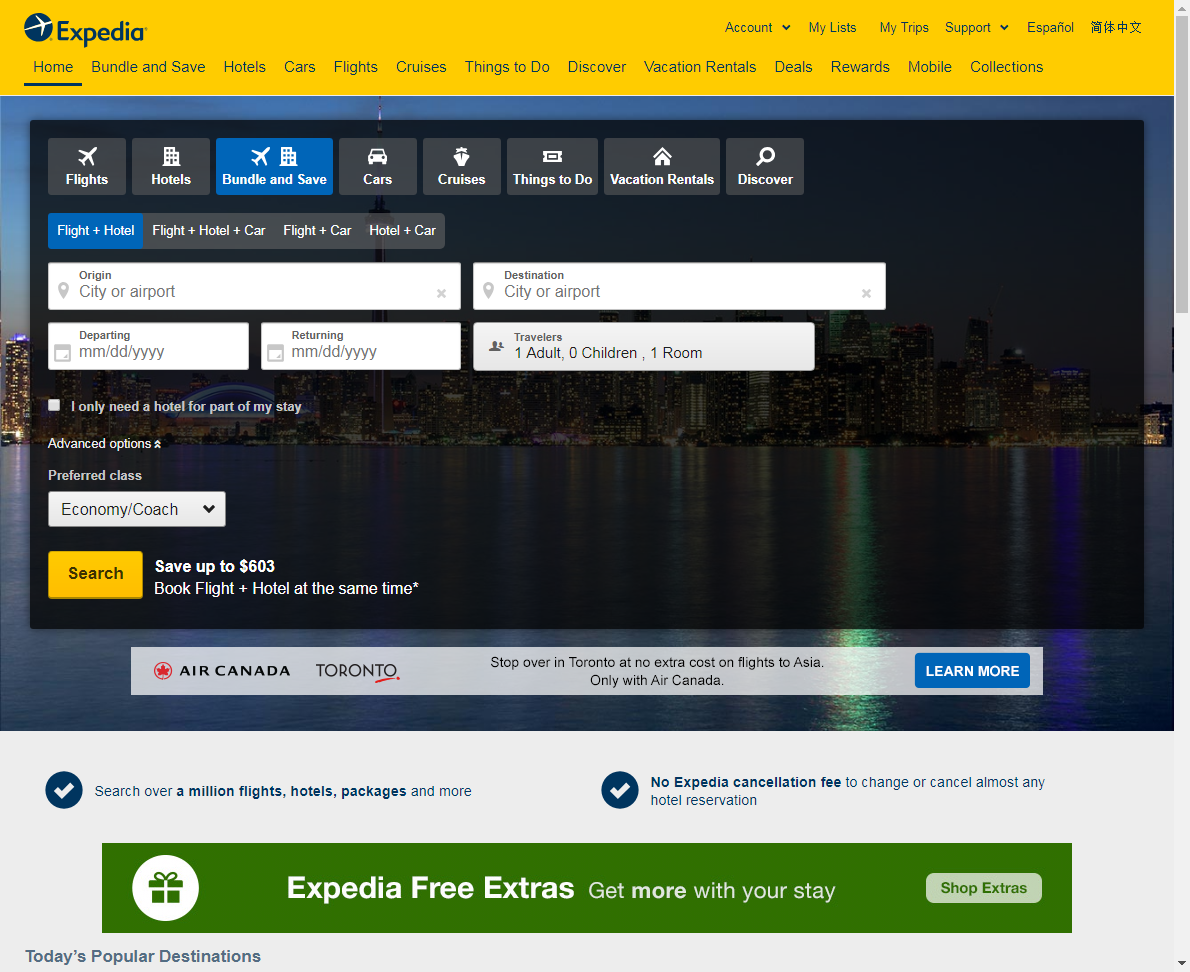 Expedia
Account My Lists My Trips Support Español 简体中文
Home Bundle and Save Hotels Cars Flights Cruises Things to Do Discover Vacation Rentals Deals Rewards Mobile Collections
Flights Hotels Bundle and Save Cars Cruises Things to Do Vacation Rentals Discover
Flight + Hotel Flight + Hotel + Car Flight + Car Hotel + Car
Origin
City or airport
Destination
City or airport
Departing
mm/dd/yyyy
Returning
mm/dd/yyyy
Travelers
1 Adult, 0 Children , 1 Room
I only need a hotel for part of my stay
Advanced options
Preferred class
Economy/Coach
Search
Save up to $603
Book Flight + Hotel at the same time*
AIR CANADA TORONTO
Stop over in Toronto at no extra cost on flights to Asia.
Only with Air Canada.
LEARN MORE
Search over a million flights, hotels, packages and more
No Expedia cancellation fee to change or cancel almost any
hotel reservation
Expedia Free Extras Get more with your stay
Shop Extras
Today’s Popular Destinations